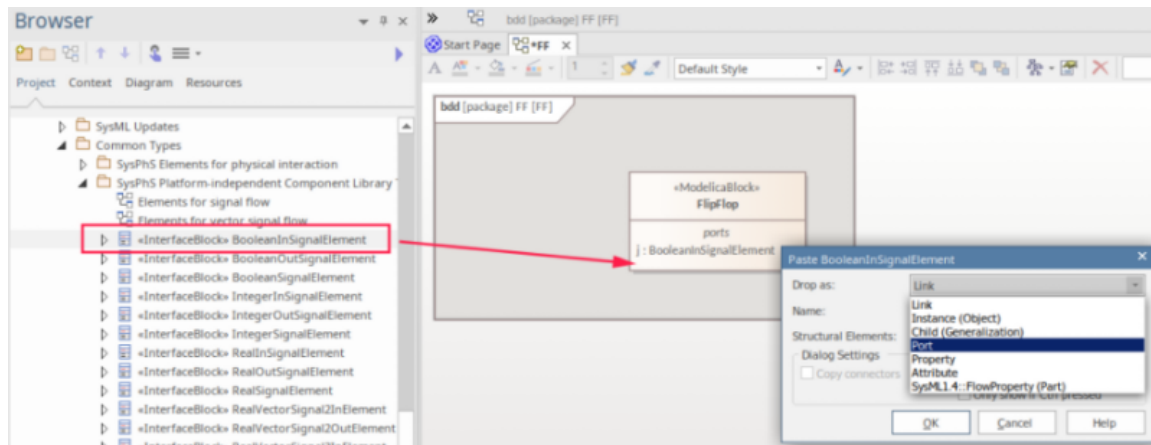 Browser
bdd [package] FF [FF]
Start Page
*FF
1
Default Style
Project Context Diagram Resources
SysML Updates
Common Types
SysPhS Elements for physical interaction
SysPhS Platform-independent Component Library
Elements for signal flow
Elements for vector signal flow
«InterfaceBlock» BooleanInSignalElement
«InterfaceBlock» BooleanOutSignalElement
«InterfaceBlock» BooleanSignalElement
«InterfaceBlock» IntegerInSignalElement
«InterfaceBlock» IntegerOutSignalElement
«InterfaceBlock» IntegerSignalElement
«InterfaceBlock» RealInSignalElement
«InterfaceBlock» RealOutSignalElement
«InterfaceBlock» RealSignalElement
«InterfaceBlock» RealVectorSignal2InElement
«InterfaceBlock» RealVectorSignal2OutElement
bdd [package] FF [FF]
«ModelicaBlock»
FlipFlop
ports
j : BooleanInSignalElement
Paste BooleanInSignalElement
Drop as:
Link
Name:
Structural Elements:
Dialog Settings
Copy connectors
Link
Instance (Object)
Child (Generalization)
Port
Property
Attribute
SysML1.4::FlowProperty (Part)
Only show if Ctrl pressed
OK
Cancel
Help